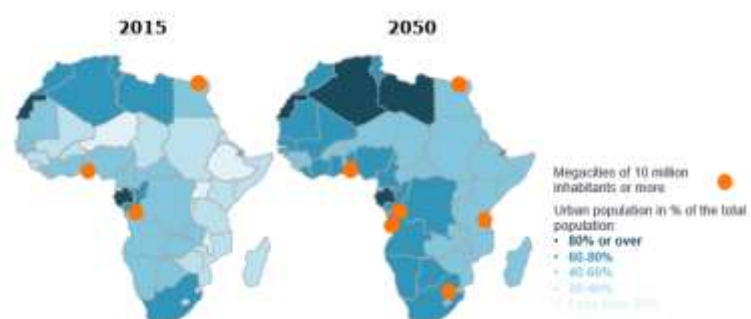 2015
2050
Megacities of 10 million
inhabitants or more
Urban population in % of the total
population:
• 80% or over
• 60-80%
• 40-60%
• 20-40%